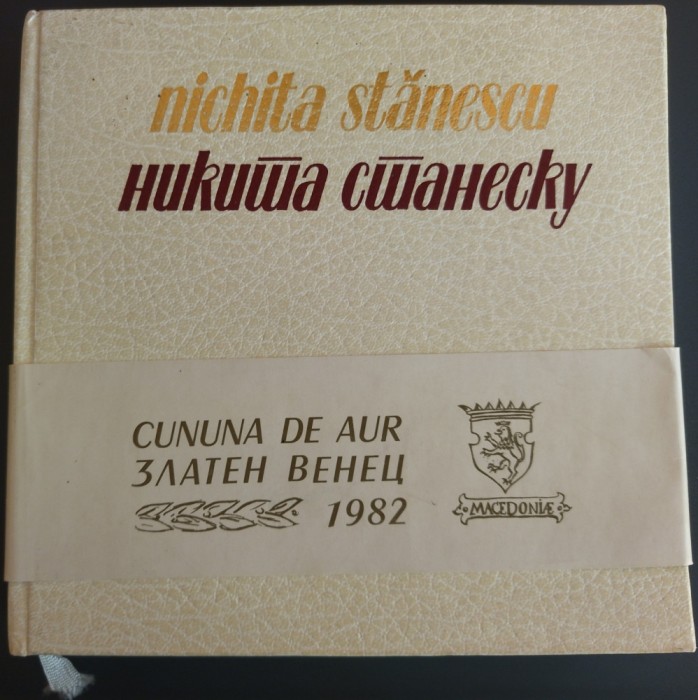 nichita stănescu
никита станеску
CUNUNA DE AUR
ЗЛАТЕН ВЕНЕЦ
1982
MACEDONIÆ